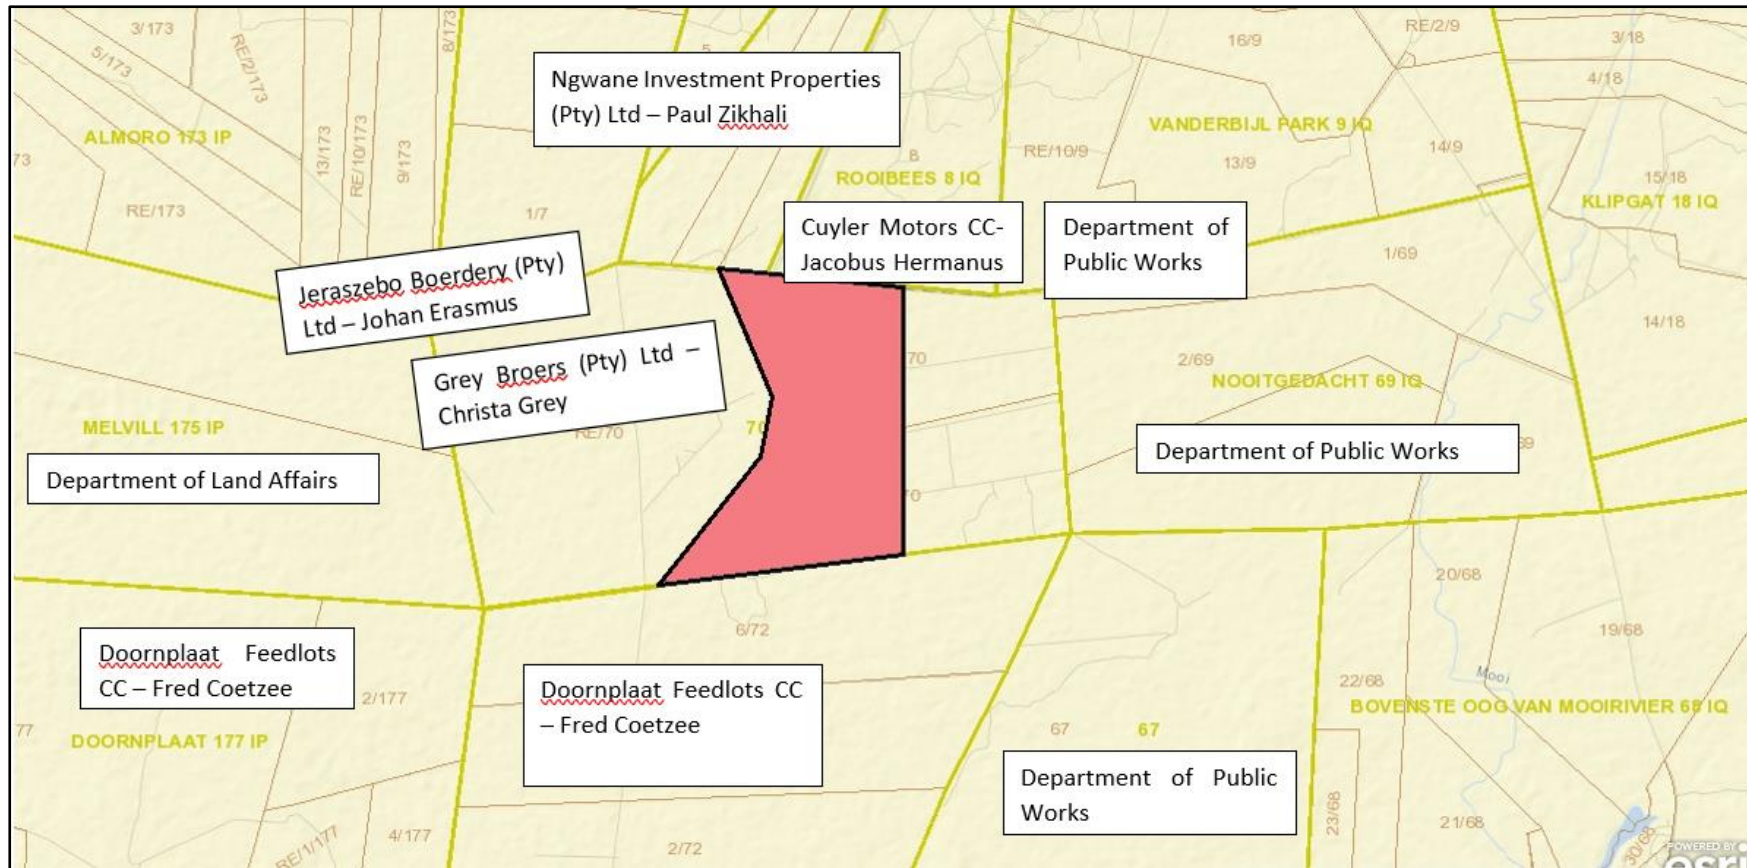 3/173
5/173
RE/2/173
8/173
5
16/9
RE/2/9
3/18
4/18
Ngwane Investment Properties
(Pty) Ltd – Paul Zikhali
ALMORO 173 IP
13/173
RE/10/173
9/173
73
RE/173
1/7
8
ROOIBEES 8 IQ
RE/10/9
VANDERBIJL PARK 9 IQ
13/9
14/9
15/18
KLIPGAT 18 IQ
Cuyler Motors CC-
Jacobus Hermanus
Department of
Public Works
1/69
Jeraszebo Boerdery (Pty)
Ltd – Johan Erasmus
14/18
Grey Broers (Pty) Ltd –
Christa Grey
70
2/69
NOOITGEDACHT 69 IQ
MELVILL 175 IP
RE/70
70
Department of Land Affairs
Department of Public Works
69
0
20/68
6/72
19/68
Doornplaat Feedlots
CC – Fred Coetzee
2/177
Doornplaat Feedlots CC
– Fred Coetzee
22/68
Mooi
BOVENSTE OOG VAN MOOIRIVIER 68 IQ
77
DOORNPLAAT 177 IP
67
67
Department of Public
Works
23/68
21/68
RE/1/177
4/177
2/72
POWERED BY
esri